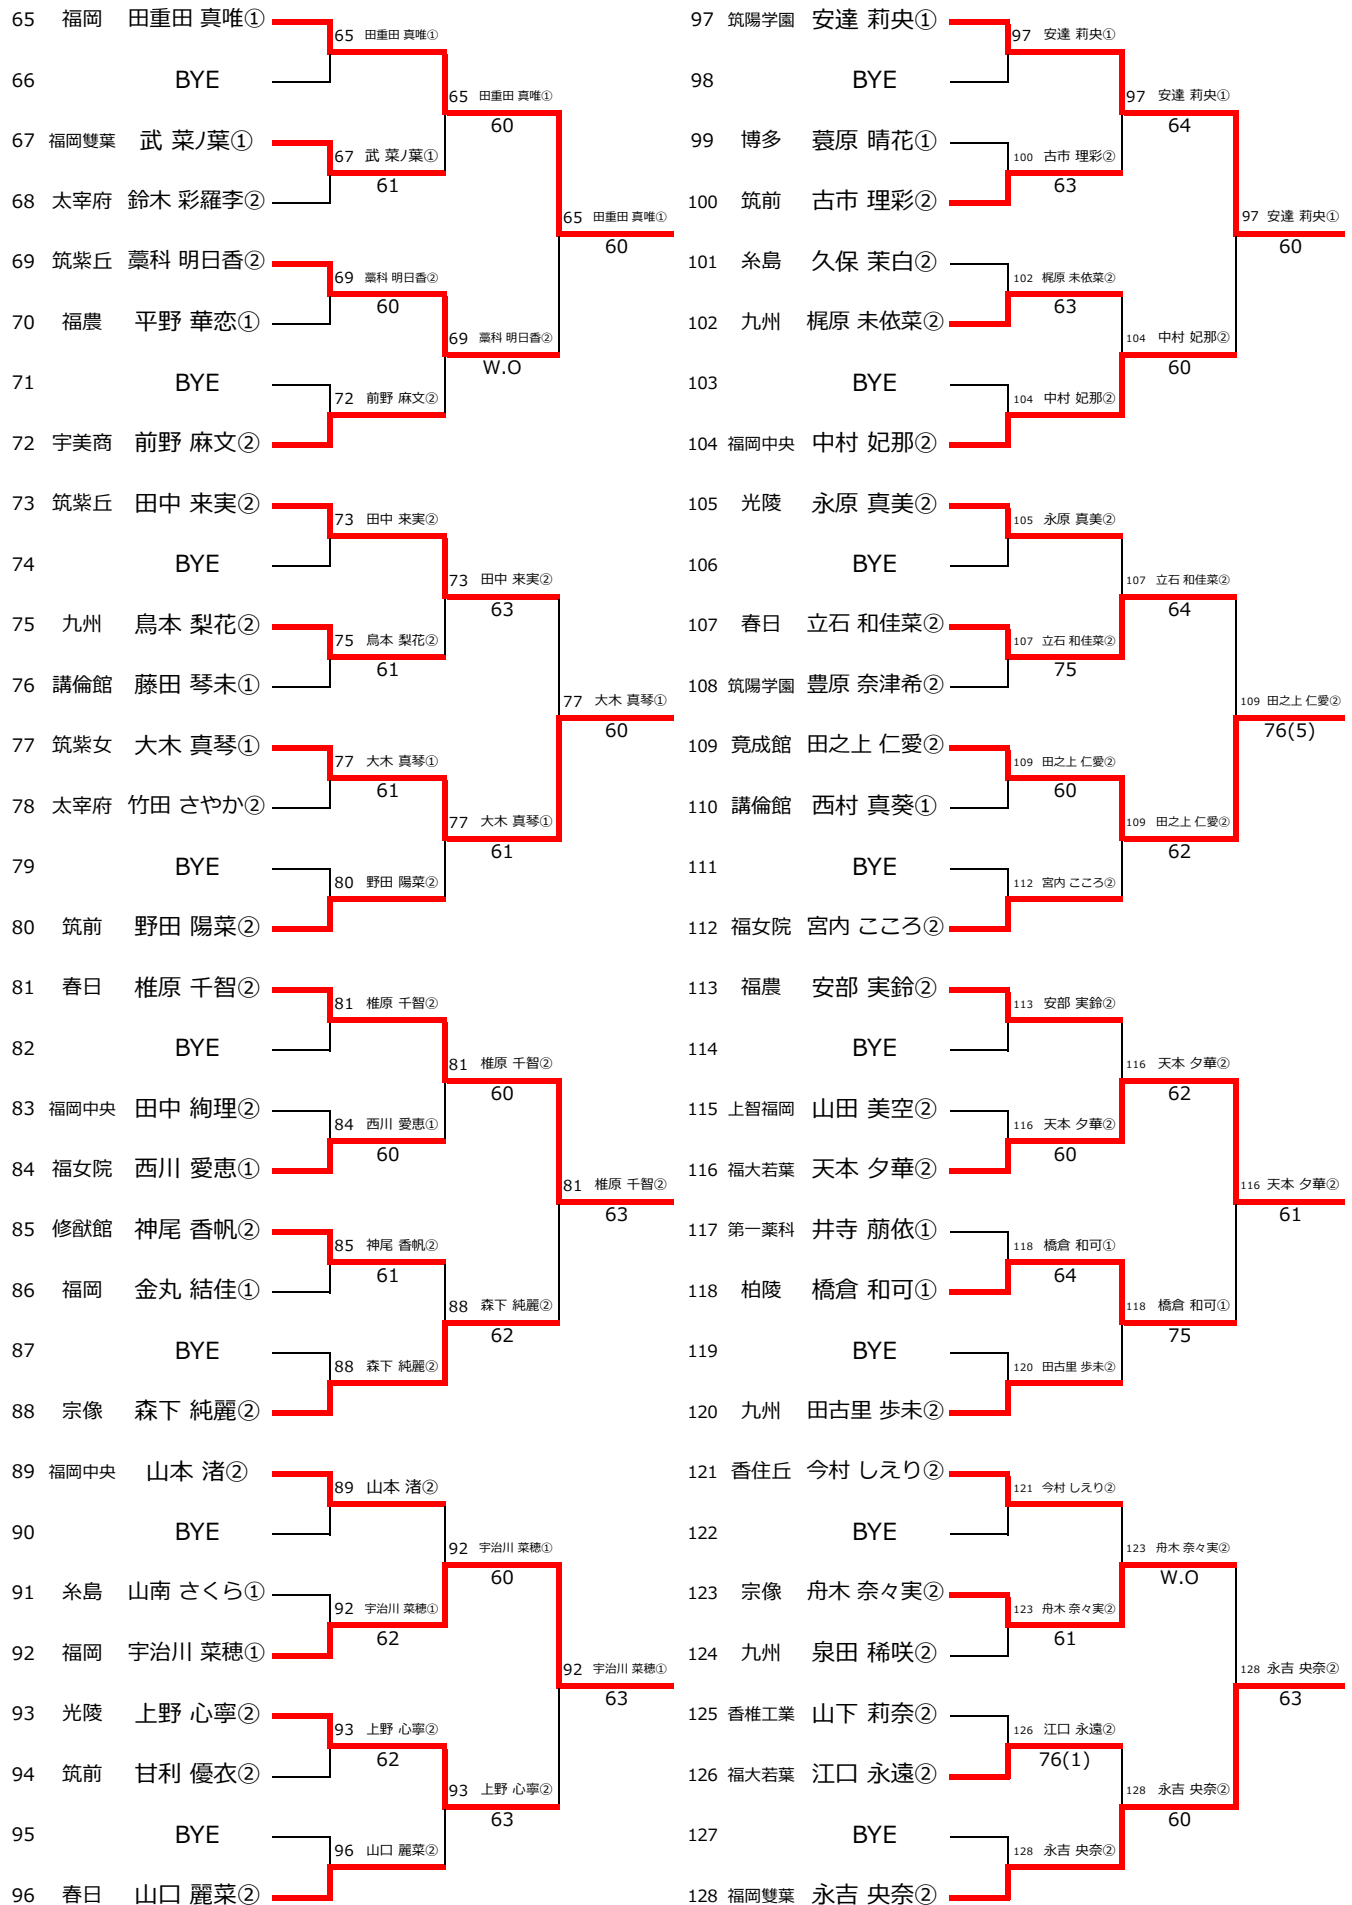 65 福岡 田重田 真唯①
65 田重田 真唯①
66 BYE
65 田重田 真唯①
60
67 福岡雙葉 武 菜ﾉ葉①
67 武 菜ﾉ葉①
61
68 太宰府 鈴木 彩羅李②
65 田重田 真唯①
60
69 筑紫丘 藁科 明日香②
69 藁科 明日香②
60
70 福農 平野 華恋①
69 藁科 明日香②
W.O
71 BYE
72 前野 麻文②
72 宇美商 前野 麻文②
73 筑紫丘 田中 来実②
73 田中 来実②
74 BYE
73 田中 来実②
63
75 九州 鳥本 梨花②
75 鳥本 梨花②
61
76 講倫館 藤田 琴未①
77 大木 真琴①
60
77 筑紫女 大木 真琴①
77 大木 真琴①
61
78 太宰府 竹田 さやか②
77 大木 真琴①
61
79 BYE
80 野田 陽菜②
80 筑前 野田 陽菜②
81 春日 椎原 千智②
81 椎原 千智②
82 BYE
81 椎原 千智②
60
83 福岡中央 田中 絢理②
84 西川 愛恵①
60
84 福女院 西川 愛恵①
81 椎原 千智②
63
85 修猷館 神尾 香帆②
85 神尾 香帆②
61
86 福岡 金丸 結佳①
88 森下 純麗②
62
87 BYE
88 森下 純麗②
88 宗像 森下 純麗②
89 福岡中央 山本 渚②
89 山本 渚②
90 BYE
92 宇治川 菜穂①
60
91 糸島 山南 さくら①
92 宇治川 菜穂①
62
92 福岡 宇治川 菜穂①
92 宇治川 菜穂①
63
93 光陵 上野 心寧②
93 上野 心寧②
62
94 筑前 甘利 優衣②
93 上野 心寧②
63
95 BYE
96 山口 麗菜②
96 春日 山口 麗菜②
97 筑陽学園 安達 莉央①
97 安達 莉央①
98 BYE
97 安達 莉央①
64
99 博多 蓑原 晴花①
100 古市 理彩②
63
100 筑前 古市 理彩②
97 安達 莉央①
60
101 糸島 久保 茉白②
102 梶原 未依菜②
63
102 九州 梶原 未依菜②
104 中村 妃那②
60
103 BYE
104 中村 妃那②
104 福岡中央 中村 妃那②
105 光陵 永原 真美②
105 永原 真美②
106 BYE
107 立石 和佳菜②
64
107 春日 立石 和佳菜②
107 立石 和佳菜②
75
108 筑陽学園 豊原 奈津希②
109 田之上 仁愛②
76(5)
109 竟成館 田之上 仁愛②
109 田之上 仁愛②
60
110 講倫館 西村 真葵①
109 田之上 仁愛②
62
111 BYE
112 宮内 こころ②
112 福女院 宮内 こころ②
113 福農 安部 実鈴②
113 安部 実鈴②
114 BYE
116 天本 夕華②
62
115 上智福岡 山田 美空②
116 天本 夕華②
60
116 福大若葉 天本 夕華②
116 天本 夕華②
61
117 第一薬科 井寺 萠依①
118 橋倉 和可①
64
118 柏陵 橋倉 和可①
118 橋倉 和可①
75
119 BYE
120 田古里 歩未②
120 九州 田古里 歩未②
121 香住丘 今村 しえり②
121 今村 しえり②
122 BYE
123 舟木 奈々実②
W.O
123 宗像 舟木 奈々実②
123 舟木 奈々実②
61
124 九州 泉田 稀咲②
128 永吉 央奈②
63
125 香椎工業 山下 莉奈②
126 江口 永遠②
76(1)
126 福大若葉 江口 永遠②
128 永吉 央奈②
60
127 BYE
128 永吉 央奈②
128 福岡雙葉 永吉 央奈②